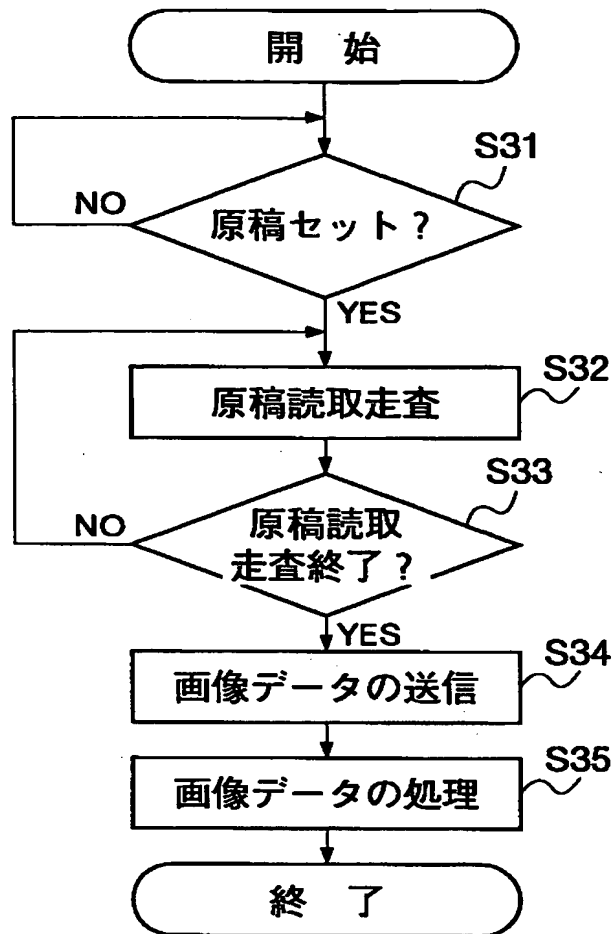 開 始
S31
NO
原稿セット?
YES
S32
原稿読取走査
S33
NO
原稿読取
走査終了?
YES
S34
画像データの送信
S35
画像データの処理
終 了